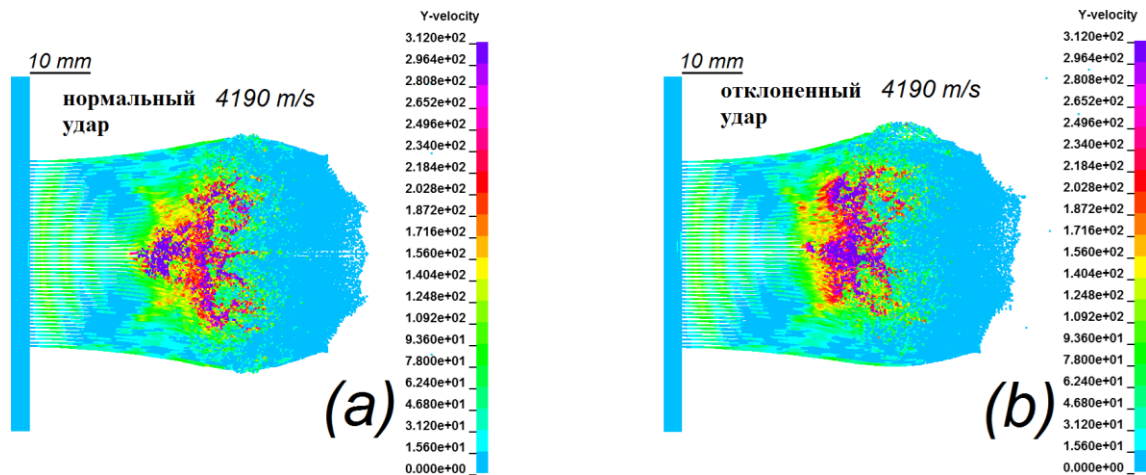 Y-velocity
3.120e+02
2.964e+02
2.808e+02
2.652e+02
2.496e+02
2.340e+02
2.184e+02
2.028e+02
1.872e+02
1.716e+02
1.560e+02
1.404e+02
1.248e+02
1.092e+02
9.360e+01
7.800e+01
6.240e+01
4.680e+01
3.120e+01
1.560e+01
0.000e+00
10 mm
нормальный 4190 m/s
удар
(a)
Y-velocity
3.120e+02
2.964e+02
2.808e+02
2.652e+02
2.496e+02
2.340e+02
2.184e+02
2.028e+02
1.872e+02
1.716e+02
1.560e+02
1.404e+02
1.248e+02
1.092e+02
9.360e+01
7.800e+01
6.240e+01
4.680e+01
3.120e+01
1.560e+01
0.000e+00
10 mm
отклоненный 4190 m/s
удар
(b)